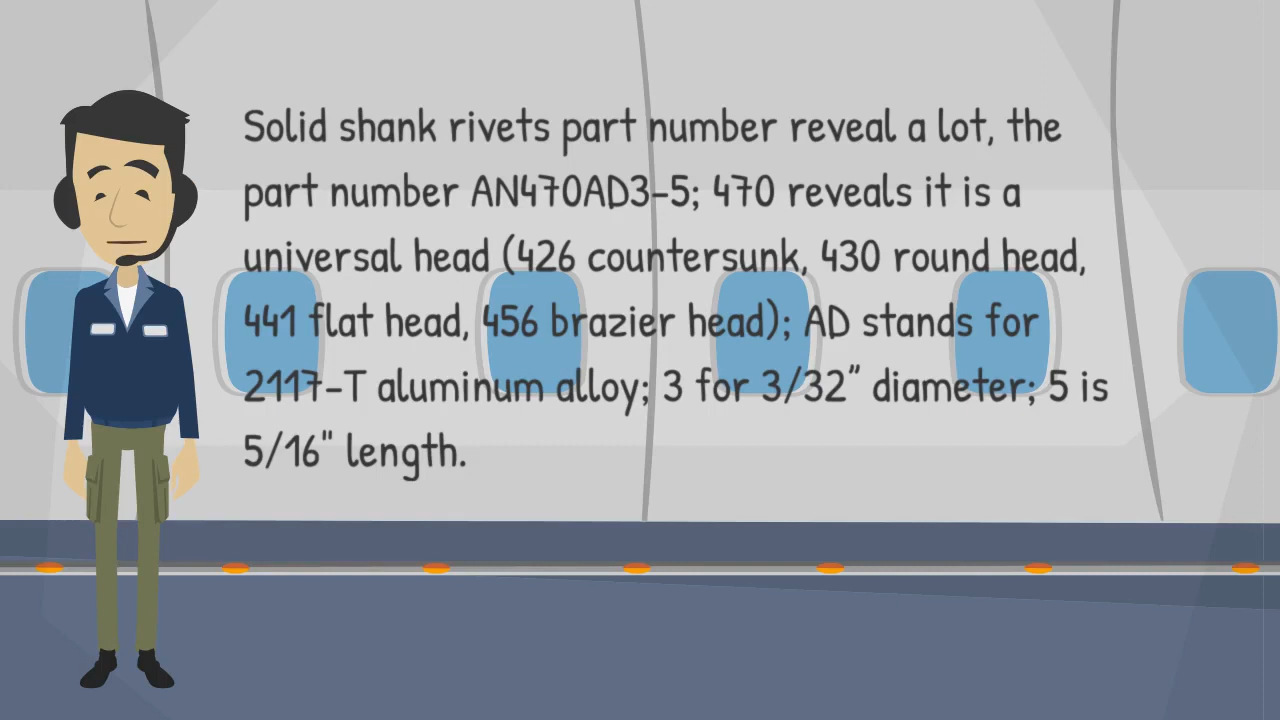 Solid shank rivets part number reveal a lot, the
part number AN470AD3-5; 470 reveals it is a
universal head (426 countersunk, 430 round head,
441 flat head, 456 brazier head); AD stands for
2117-T aluminum alloy; 3 for 3/32” diameter; 5 is
5/16" length.